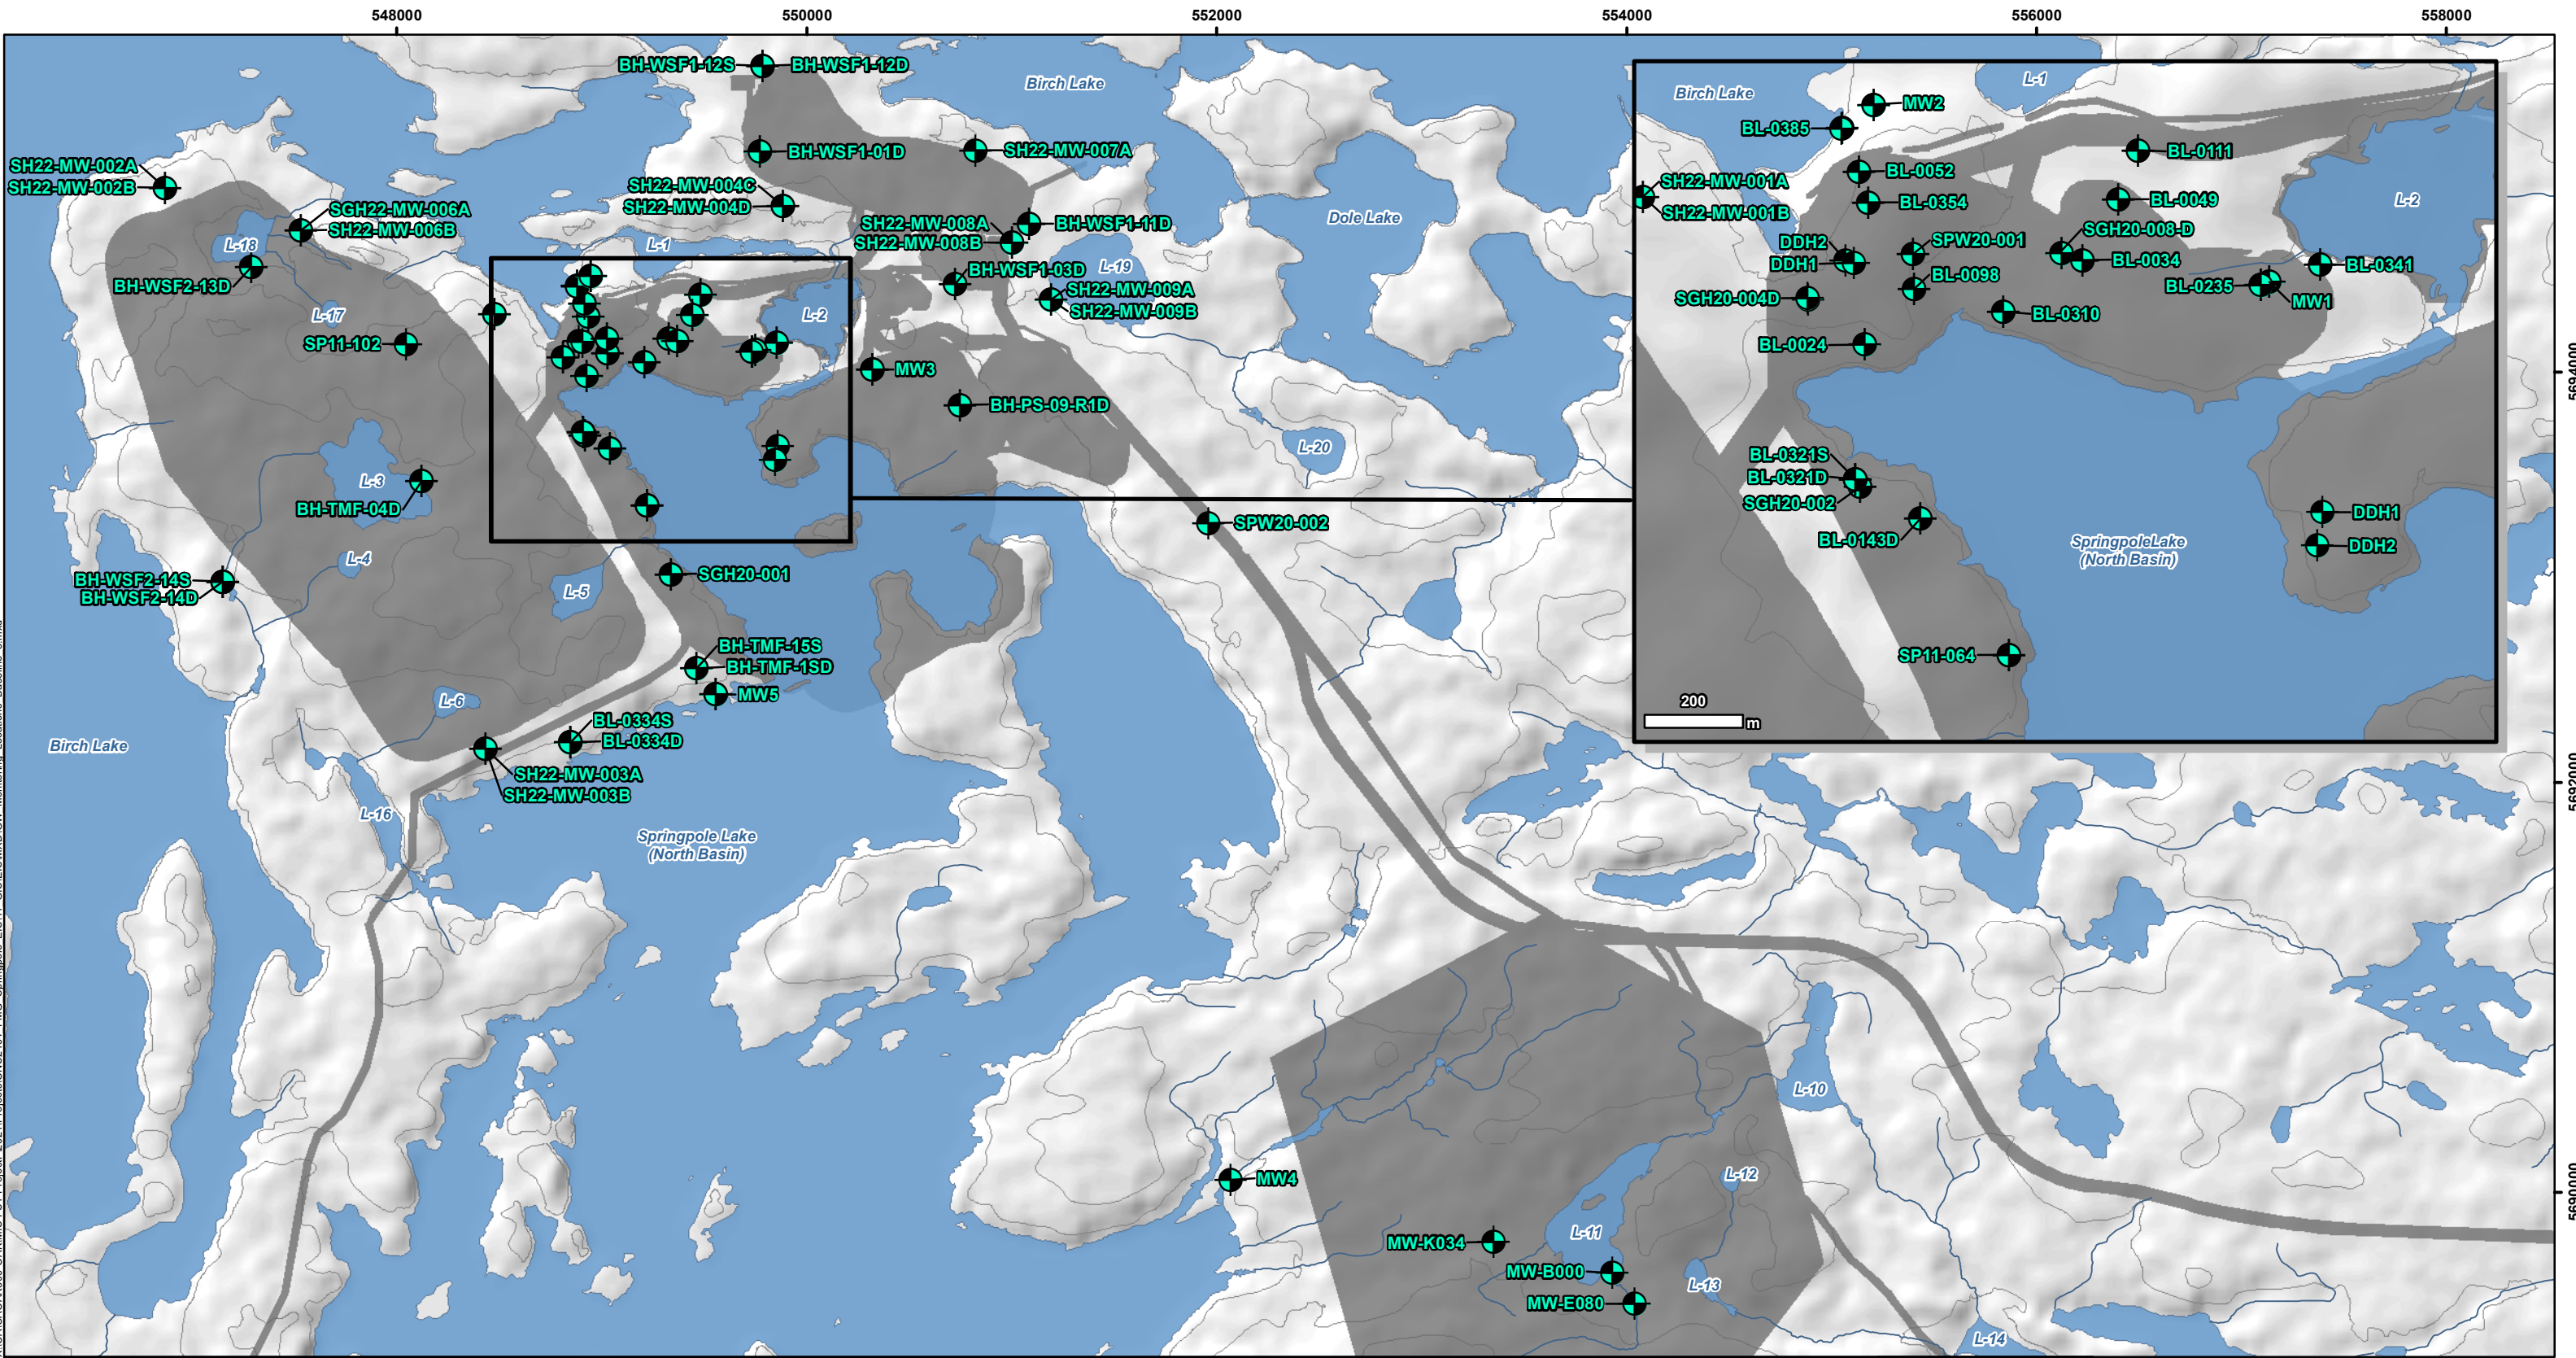 548000
550000
552000
554000
556000
558000
BH-WSF1-12S
BH-WSF1-12D
Birch Lake
BH-WSF1-01D
SH22-MW-007A
SH22-MW-002A
SH22-MW-002B
SH22-MW-004C
SH22-MW-004D
SGH22-MW-006A
SH22-MW-006B
L-18
L-1
SH22-MW-008A
SH22-MW-008B
BH-WSF1-11D
Dole Lake
BH-WSF2-13D
BH-WSF1-03D
L-19
SH22-MW-009A
SH22-MW-009B
L-17
L-2
SP11-102
MW3
BH-PS-09-R1D
L-20
L-3
BH-TMF-04D
SPW20-002
L-4
SGH20-001
BH-WSF2-14S
BH-WSF2-14D
L-5
BH-TMF-15S
BH-TMF-1SD
MW5
L-6
BL-0334S
BL-0334D
Birch Lake
SH22-MW-003A
SH22-MW-003B
L-16
Springpole Lake
(North Basin)
L-10
MW4
L-12
MW-K034
L-11
MW-B000
L-13
MW-E080
L-14
5694000
5692000
5690000
Birch Lake
L-1
MW2
BL-0385
BL-0111
BL-0052
SH22-MW-001A
SH22-MW-001B
BL-0354
BL-0049
L-2
DDH2
DDH1
SPW20-001
SGH20-008-D
BL-0034
BL-0341
BL-0098
SGH20-004D
BL-0235
MW1
BL-0310
BL-0024
BL-0321S
BL-0321D
SGH20-002
BL-0143D
DDH1
DDH2
SpringpoleLake
(North Basin)
SP11-064
200
m